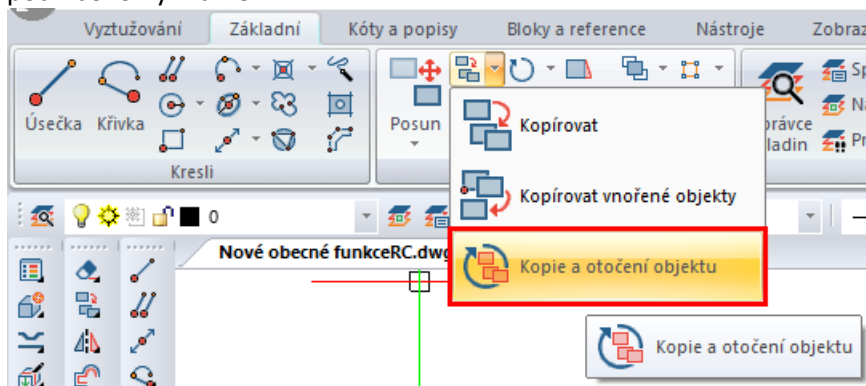 Vyztužování Základní Kóty a popisy Bloky a reference Nástroje
Úsečka Křivka Posun
Kresli
Kopírovat
Kopírovat vnořené objekty
Kopie a otočení objektu
0
Nové obecné funkceRC.dwg
Kopie a otočení objektu